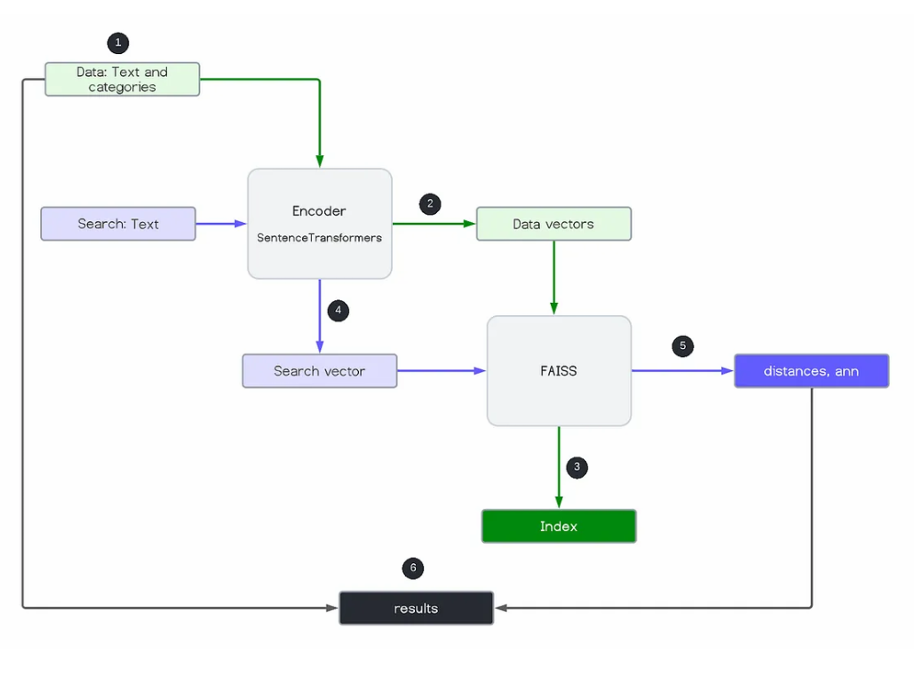 1
Data: Text and
categories
Search: Text
Encoder
SentenceTransformers
2
Data vectors
4
Search vector
FAISS
5
distances, ann
3
Index
6
results